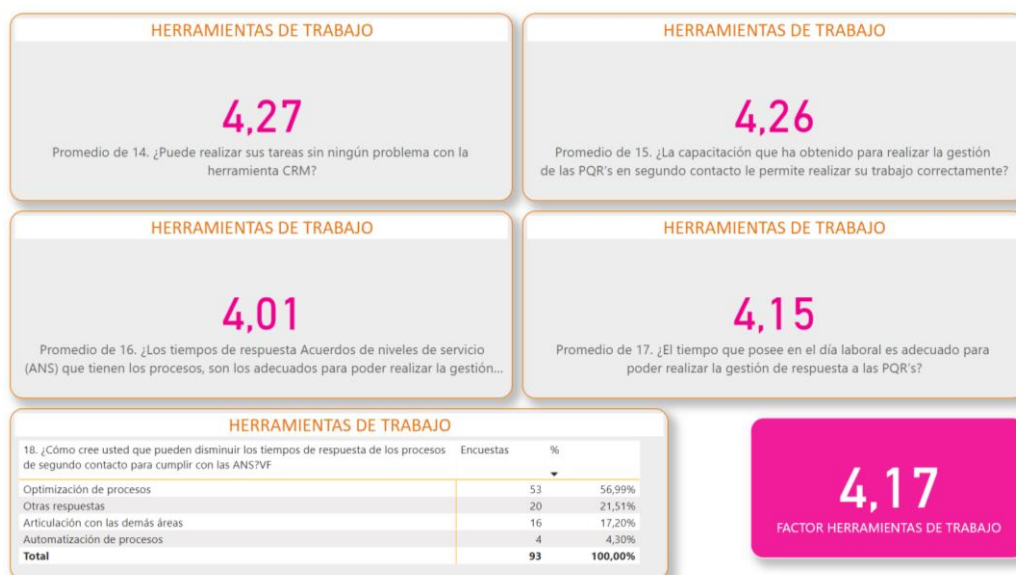 HERRAMIENTAS DE TRABAJO
4,27
Promedio de 14. ¿Puede realizar sus tareas sin ningún problema con la
herramienta CRM?
HERRAMIENTAS DE TRABAJO
4,26
Promedio de 15. ¿La capacitación que ha obtenido para realizar la gestión
de las PQR's en segundo contacto le permite realizar su trabajo correctamente?
HERRAMIENTAS DE TRABAJO
4,01
Promedio de 16. ¿Los tiempos de respuesta Acuerdos de niveles de servicio
(ANS) que tienen los procesos, son los adecuados para poder realizar la gestión...
HERRAMIENTAS DE TRABAJO
4,15
Promedio de 17. ¿El tiempo que posee en el día laboral es adecuado para
poder realizar la gestión de respuesta a las PQR's?
HERRAMIENTAS DE TRABAJO
18. ¿Cómo cree usted que pueden disminuir los tiempos de respuesta de los procesos Encuestas %
de segundo contacto para cumplir con las ANS?VF
Optimización de procesos 53 56,99%
Otras respuestas 20 21,51%
Articulación con las demás áreas 16 17,20%
Automatización de procesos 4 4,30%
Total 93 100,00%
4,17
FACTOR HERRAMIENTAS DE TRABAJO